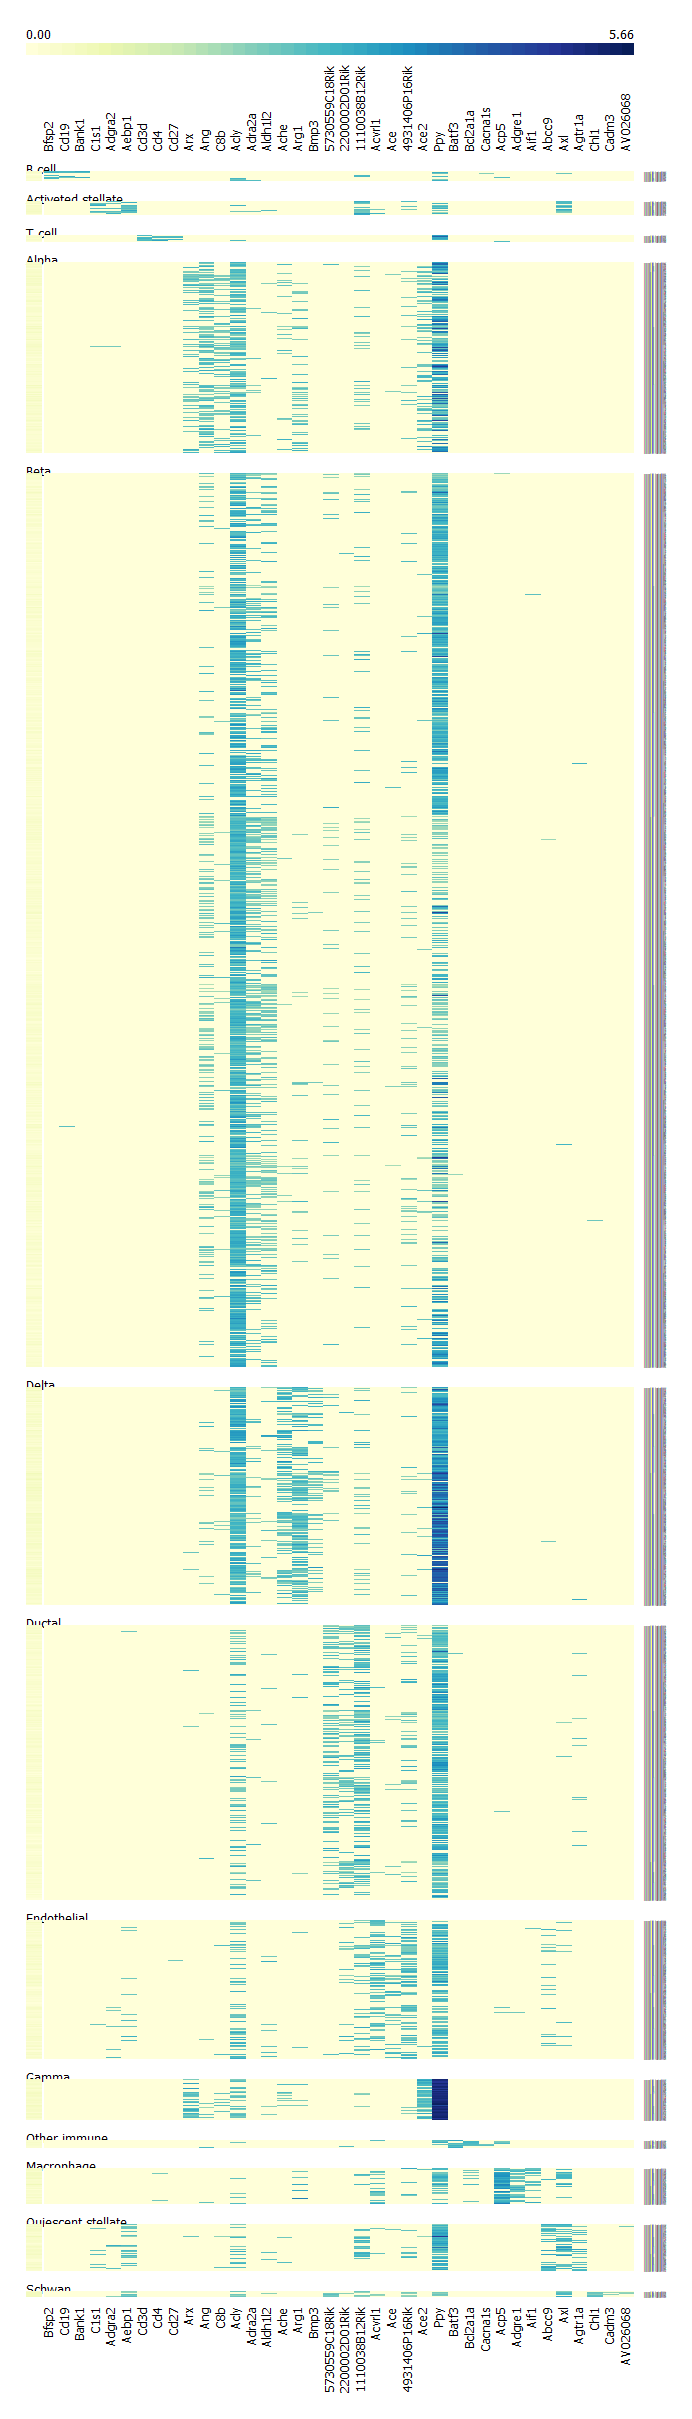 0.00 5.66
Bfsp2 Cd19 Bank1 C1s1 Adgra2 Aebp1 Cd3d Cd4 Cd27 Arx Ang C8b Acly Adra2a Aldh1l2 Ache Arg1 Bmp3 5730559C18Rik 2200002D01Rik 1110038B12Rik Acvrl1 Ace 4931406P16Rik Ace2 Ppy Batf3 Bcl2a1a Cacna1s Acp5 Adgre1 Aif1 Abcc9 Axl Agtr1a Chl1 Cadm3 AV026068
B cell
Activated stellate
T cell
Alpha
Beta
Delta
Ductal
Endothelial
Gamma
Other immune
Macrophage
Quiescent stellate
Schwan
Bfsp2 Cd19 Bank1 C1s1 Adgra2 Aebp1 Cd3d Cd4 Cd27 Arx Ang C8b Acly Adra2a Aldh1l2 Ache Arg1 Bmp3 5730559C18Rik 2200002D01Rik 1110038B12Rik Acvrl1 Ace 4931406P16Rik Ace2 Ppy Batf3 Bcl2a1a Cacna1s Acp5 Adgre1 Aif1 Abcc9 Axl Agtr1a Chl1 Cadm3 AV026068